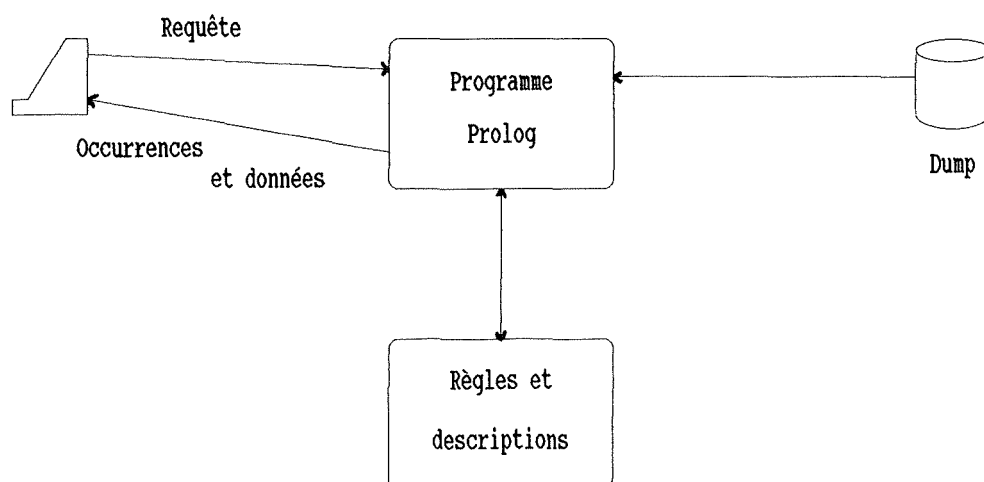 Requête
Programme
Prolog
Occurrences
et données
Dump
Règles et
descriptions